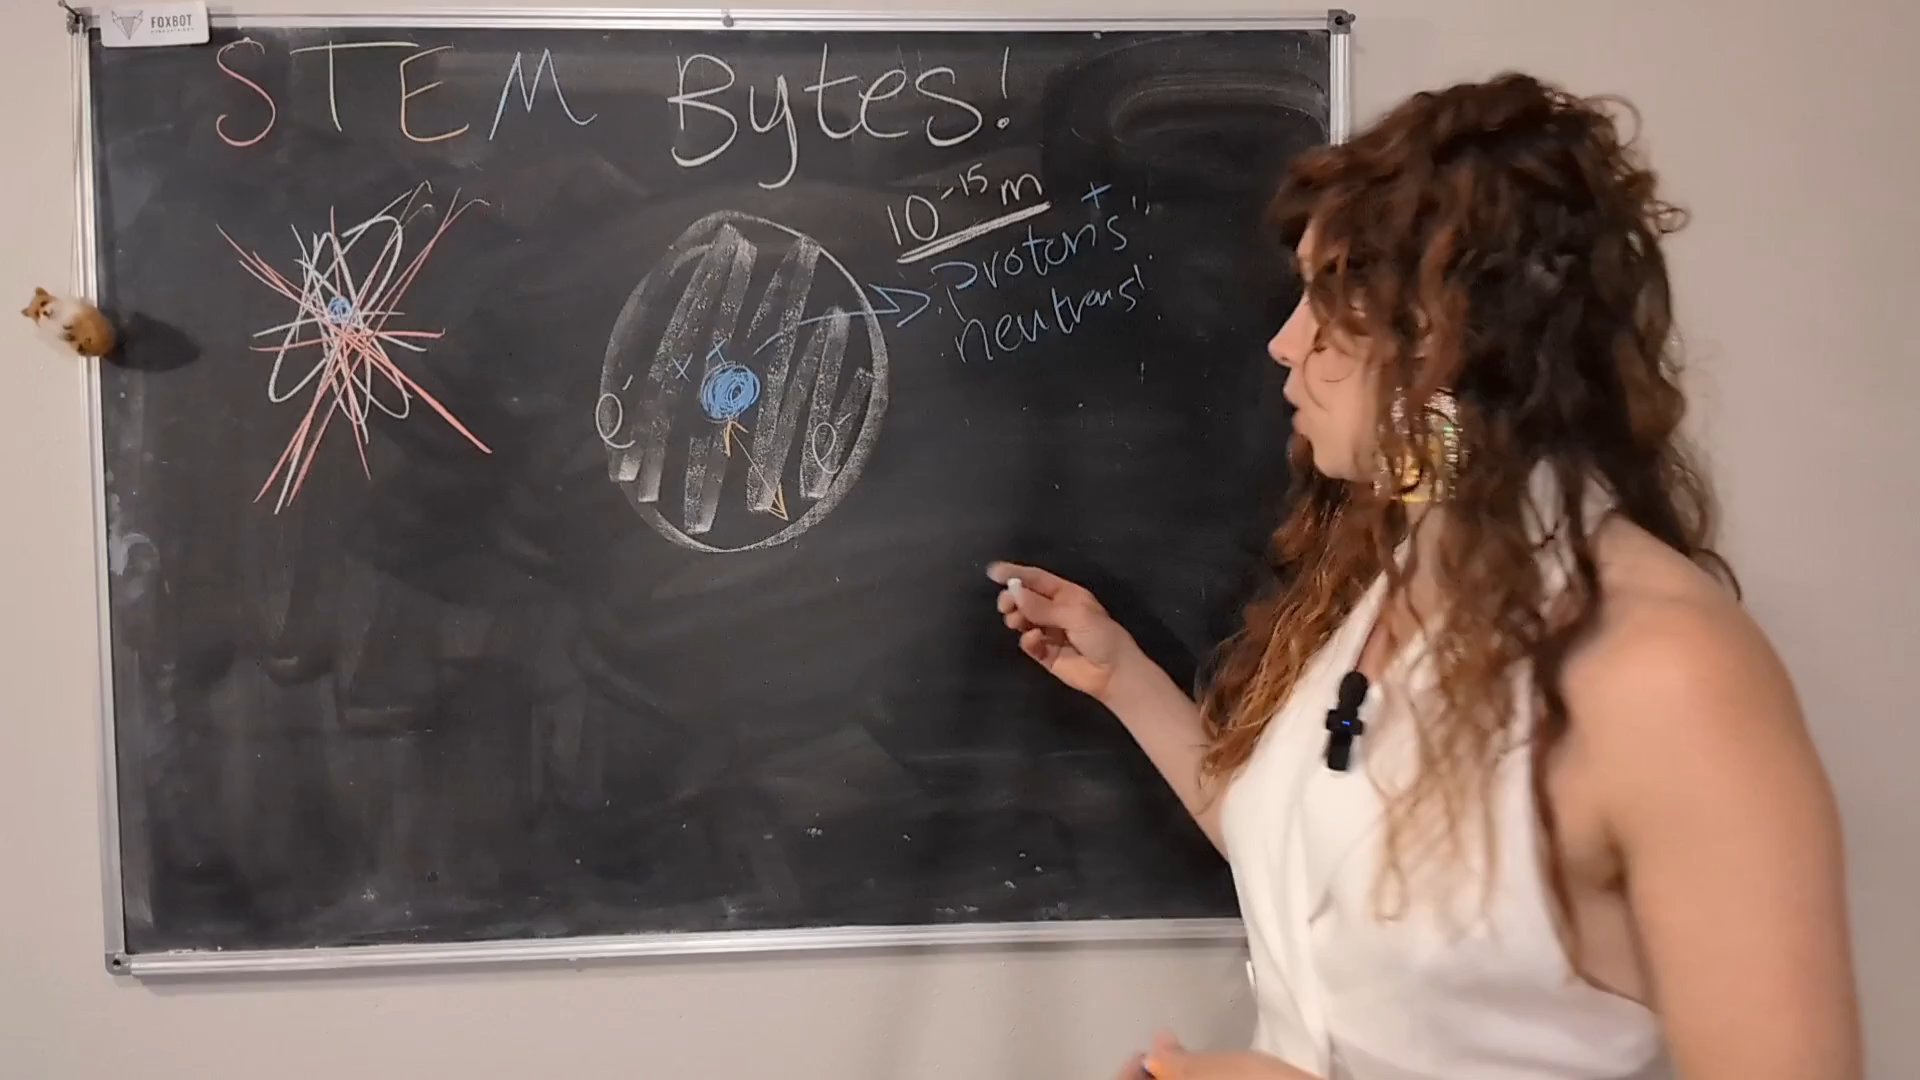 FOXBOT
STEM Bytes!
10⁻¹⁵ m
+
protons
neutrons!
x +
e⁻
e⁻